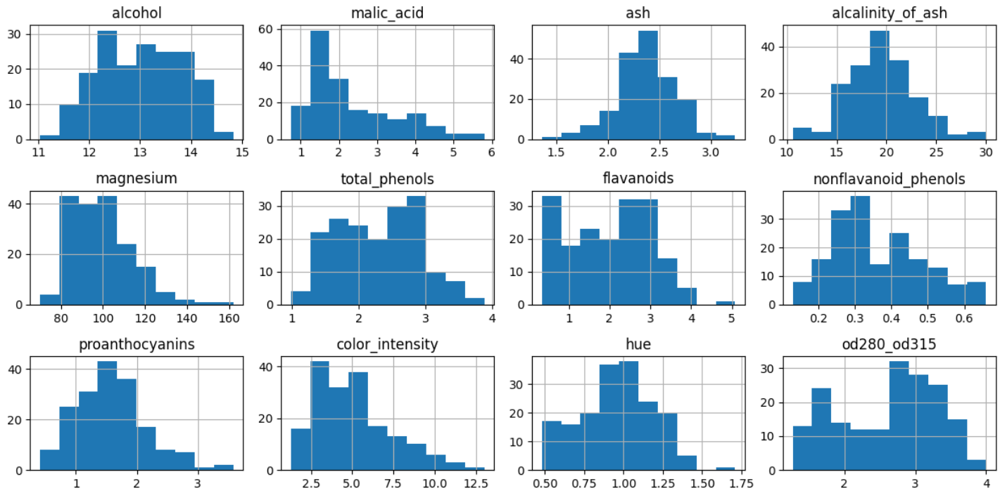 alcohol
30
20
10
0
11 12 13 14 15
malic_acid
60
40
20
0
1 2 3 4 5 6
ash
40
20
0
1.5 2.0 2.5 3.0
alcalinity_of_ash
40
20
0
10 15 20 25 30
magnesium
40
20
0
80 100 120 140 160
total_phenols
30
20
10
0
1 2 3 4
flavanoids
30
20
10
0
1 2 3 4 5
nonflavanoid_phenols
30
20
10
0
0.2 0.3 0.4 0.5 0.6
proanthocyanins
40
20
0
1 2 3
color_intensity
40
20
0
2.5 5.0 7.5 10.0 12.5
hue
30
20
10
0
0.50 0.75 1.00 1.25 1.50 1.75
od280_od315
30
20
10
0
2 3 4